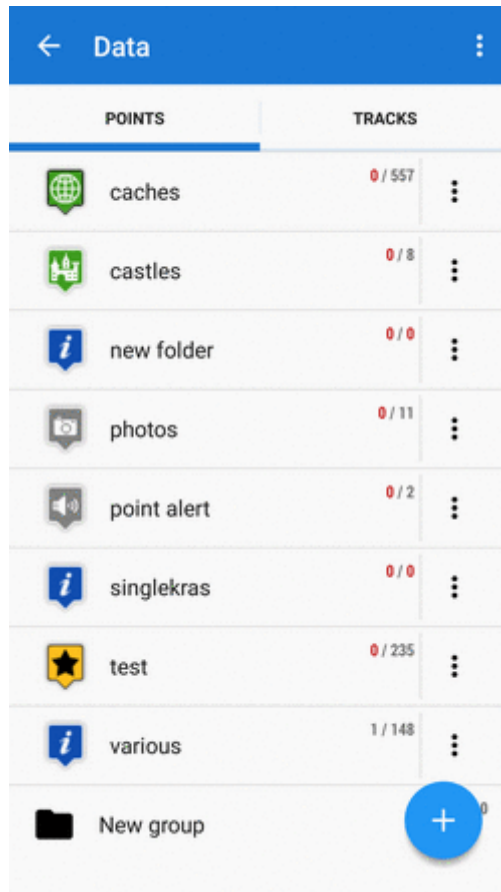 Data
POINTS TRACKS
caches 0 / 557
castles 0 / 8
new folder 0 / 0
photos 0 / 11
point alert 0 / 2
singlekras 0 / 0
test 0 / 235
various 1 / 148
New group 0